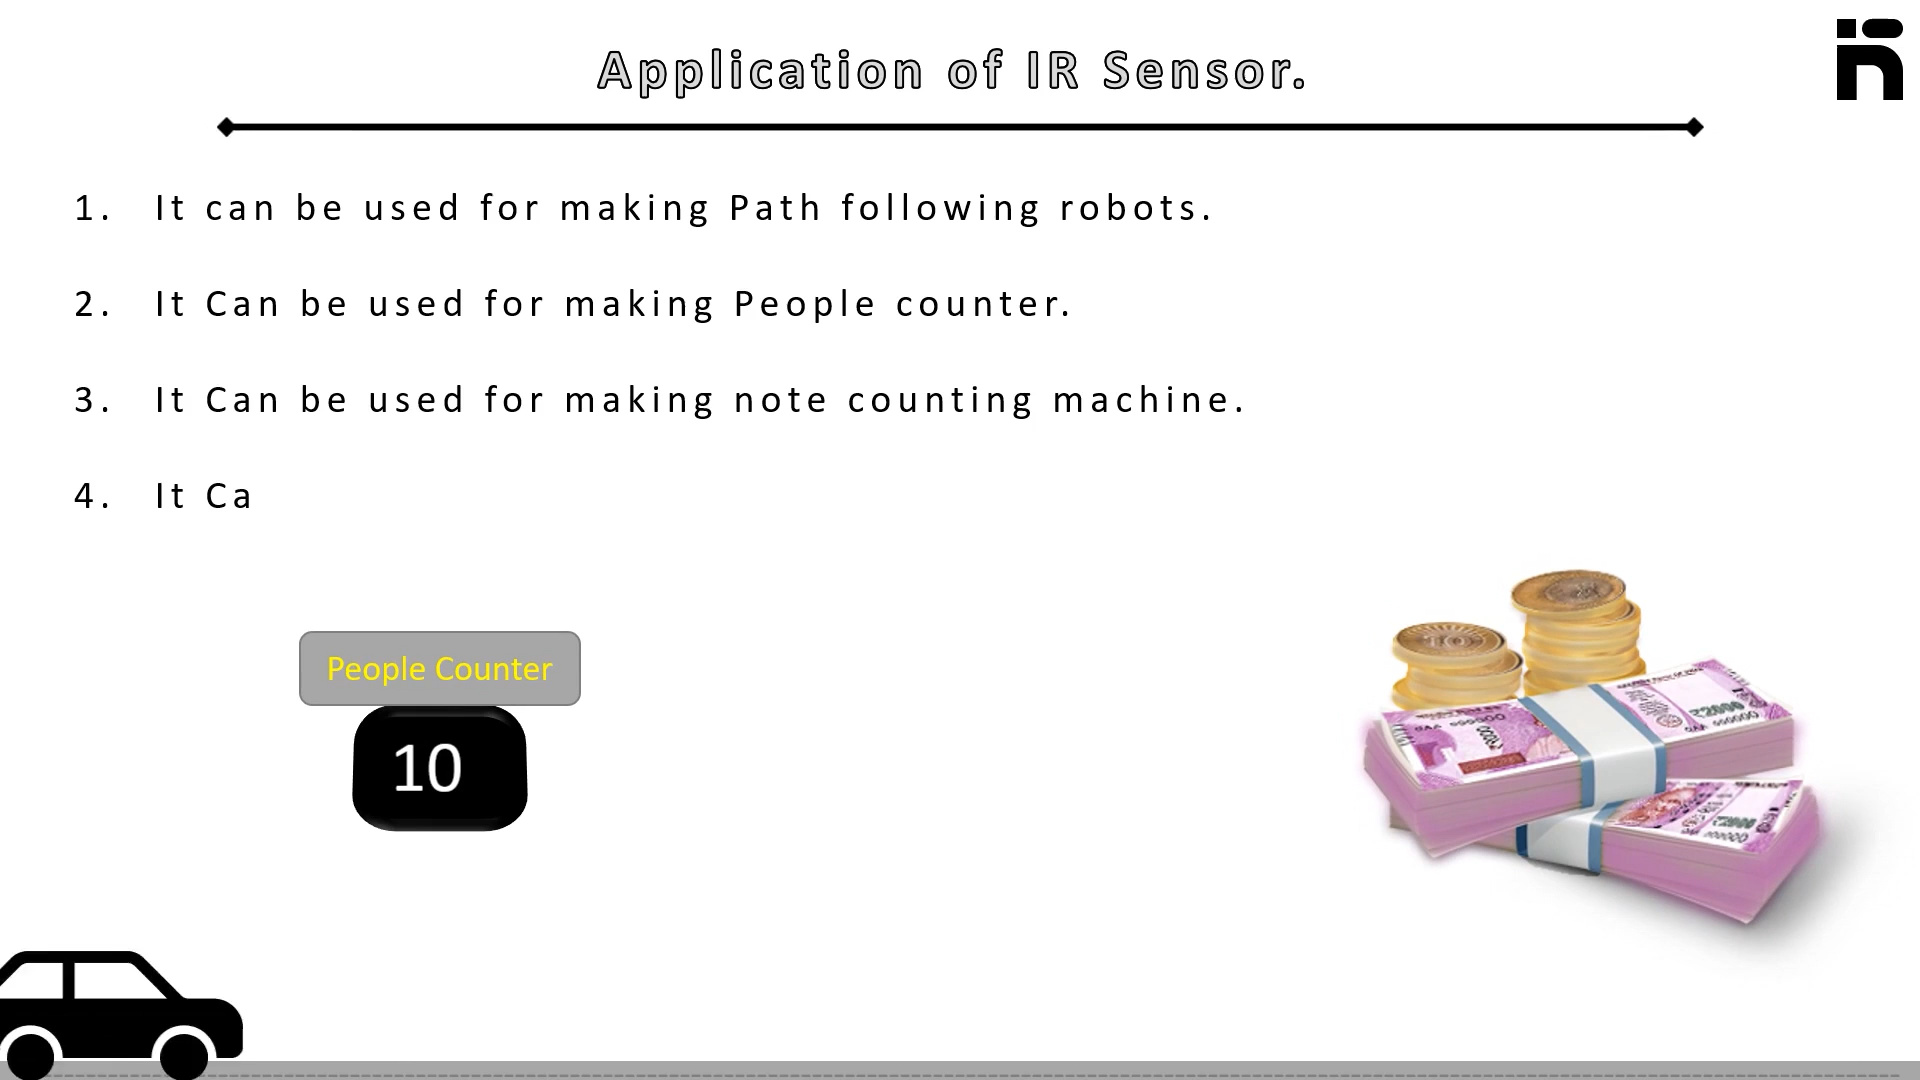 Application of IR Sensor.
1. It can be used for making Path following robots.
2. It Can be used for making People counter.
3. It Can be used for making note counting machine.
4. It Ca
People Counter
10